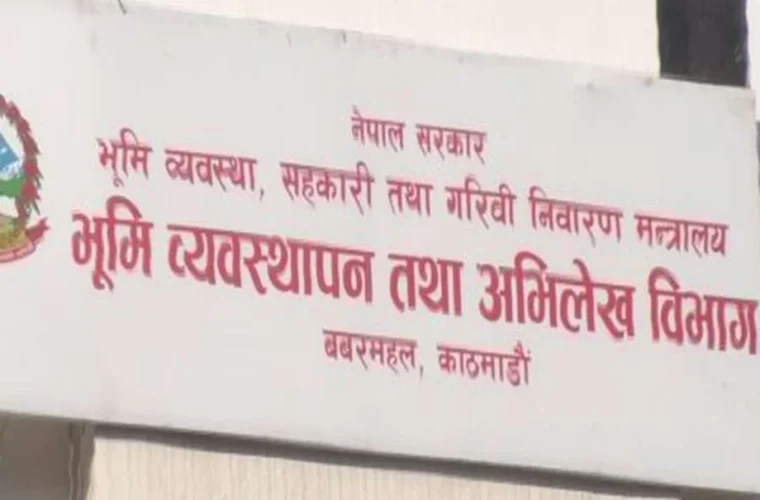 नेपाल सरकार
भूमि व्यवस्था, सहकारी तथा गरिवी निवारण मन्त्रालय
भूमि व्यवस्थापन तथा अभिलेख विभाग
बबरमहल, काठमाडौं